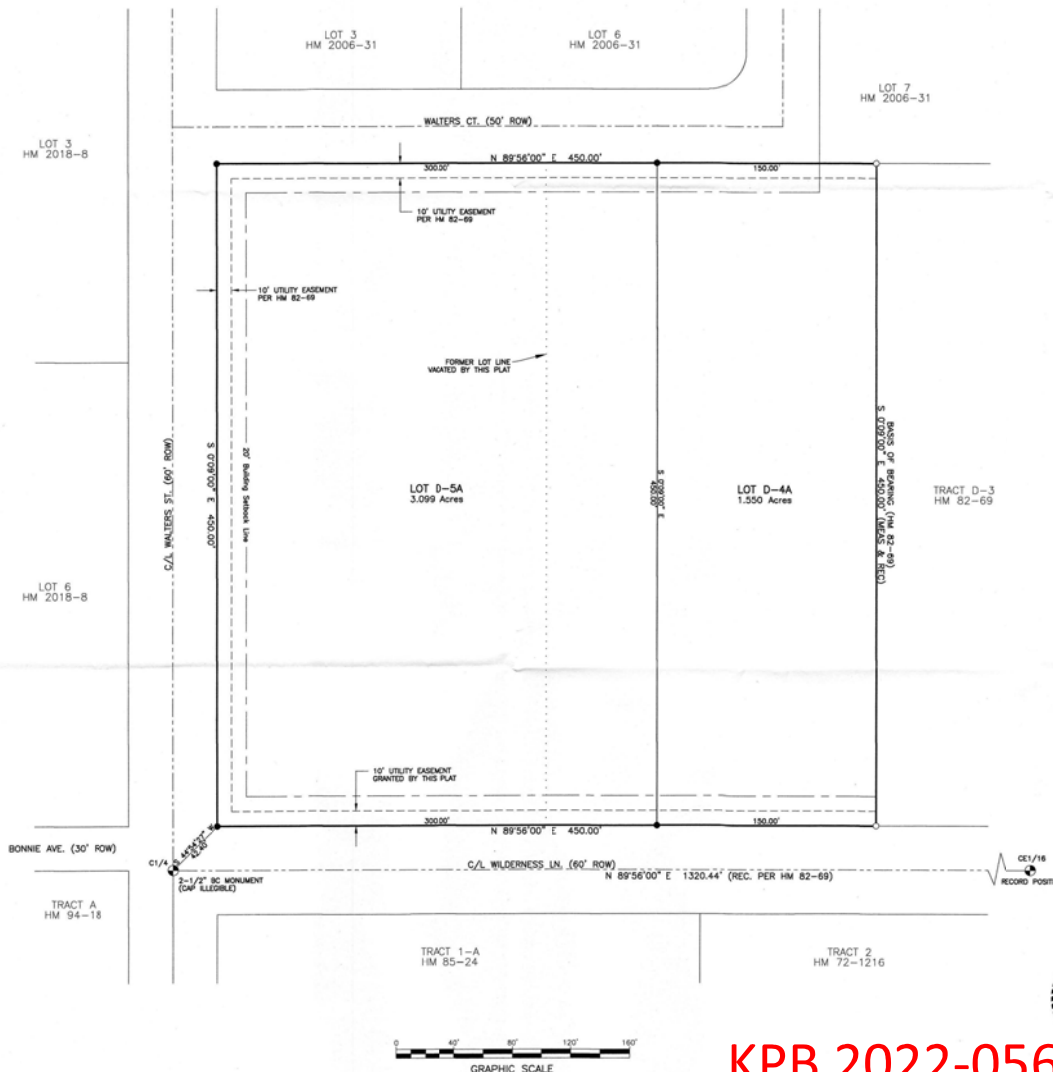 LOT 3
HM 2006-31
LOT 6
HM 2006-31
LOT 7
HM 2006-31
WALTERS CT. (50' ROW)
LOT 3
HM 2018-8
N 89°56'00" E 450.00'
300.00'
150.00'
10' UTILITY EASEMENT
PER HM 82-69
10' UTILITY EASEMENT
PER HM 82-69
FORMER LOT LINE
VACATED BY THIS PLAT
C/L WALTERS ST. (60' ROW)
S 0°09'00" E 450.00'
20' Building Setback Line
LOT D-5A
3.099 Acres
S 0°09'00" E
450.00'
LOT D-4A
1.550 Acres
BASIS OF BEARING (HM 82-69)
S 0°09'00" E 450.00' (MEAS & REC)
TRACT D-3
HM 82-69
LOT 6
HM 2018-8
10' UTILITY EASEMENT
GRANTED BY THIS PLAT
300.00'
150.00'
N 89°56'00" E 450.00'
BONNIE AVE. (30' ROW)
42.40'
C1/4
C/L WILDERNESS LN. (60' ROW)
N 89°56'00" E 1320.44' (REC. PER HM 82-69)
CE1/16
RECORD POSITI
2-1/2" BC MONUMENT
(CAP ILLEGIBLE)
TRACT A
HM 94-18
TRACT 1-A
HM 85-24
TRACT 2
HM 72-1216
0 40' 80' 120' 160'
GRAPHIC SCALE
KPB 2022-056